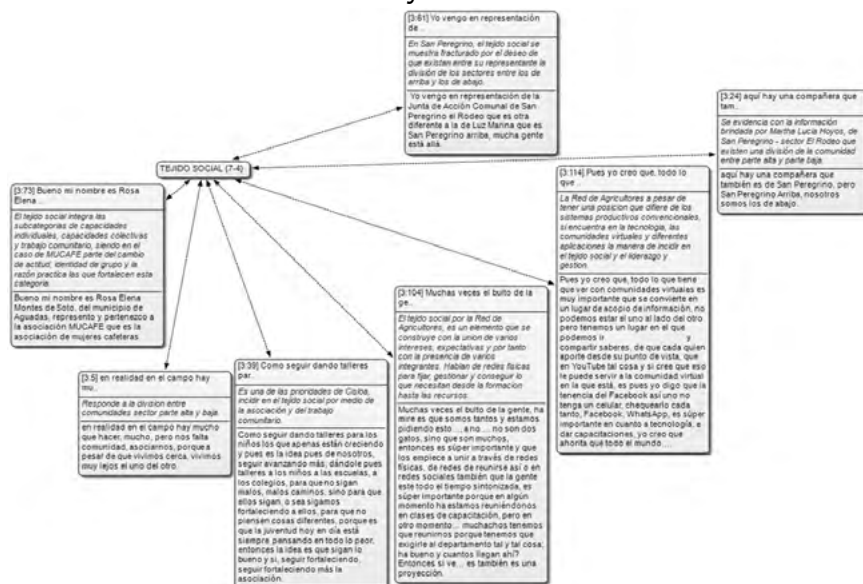 [3:61] Yo vengo en representación
de...
En San Peregrino, el tejido social se
muestra fracturado por el deseo de
que existan entre su representante la
división de los sectores entre los de
arriba y los de abajo.
Yo vengo en representación de la
Junta de Acción Comunal de San
Peregrino el Rodeo que es otra
diferente a la de Luz Marina que es
San Peregrino arriba, mucha gente
está allá.
[3:24] aquí hay una compañera que
tam..
Se evidencia con la información
brindada por Martha Lucía Hoyos, de
San Peregrino - sector El Rodeo que
existen una división de la comunidad
entre parte alta y parte baja.
aquí hay una compañera que
también es de San Peregrino, pero
San Peregrino Arriba, nosotros
somos los de abajo.
TEJIDO SOCIAL {7-4}
[3:73] Bueno mi nombre es Rosa
Elena...
El tejido social integra las
subcategorías de capacidades
individuales, capacidades colectivas
y trabajo comunitario, siendo en el
caso de MUCAFE parte del cambio
de actitud, identidad de grupo y la
razón practica las que fortalecen esta
categoría.
Bueno mi nombre es Rosa Elena
Montes de Soto, del municipio de
Aguadas, represento y pertenezco a
la asociación MUCAFE que es la
asociación de mujeres cafeteras.
[3:114] Pues yo creo que, todo lo
que ..
La Red de Agricultores a pesar de
tener una posicion que difiere de los
sistemas productivos convencionales,
si encuentra en la tecnología, las
comunidades virtuales y diferentes
aplicaciones la manera de incidir en
el tejido social y el liderazgo y
gestion.
Pues yo creo que, todo lo que tiene
que ver con comunidades virtuales es
muy importante que se convierte en
un lugar de acopio de información, no
podemos estar el uno al lado del otro
pero tenemos un lugar en el que
podemos ir y
compartir saberes, de que cada quien
aporte desde su punto de vista, que
en YouTube tal cosa y si cree que eso
le puede servir a la comunidad virtual
en la que está, es pues yo digo que la
tenencia del Facebook así uno no
tenga un celular, chequearlo cada
tanto, Facebook, WhatsApp, es súper
importante en cuanto a tecnología, e
dar capacitaciones, yo creo que
ahorita que todo el mundo....
[3:104] Muchas veces el bulto de la
ge..
El tejido social por la Red de
Agricultores, es un elemento que se
construye con la union de varios
intereses, expectativas y por tanto
con la presencia de varios
integrantes. Hablan de redes físicas
para fijar, gestionar y conseguir lo
que necesitan desde la formacion
hasta las recursos.
Muchas veces el bulto de la gente, ha
mire es que somos tantos y estamos
pidiendo esto..., a no ... no son dos
gatos, sino que son muchos,
entonces es súper importante y que
los empiece a unir a través de redes
físicas, de redes de reunirse así o en
redes sociales también que la gente
este todo el tiempo sintonizada, es
súper importante porque en algún
momento ha estamos reuniéndonos
en clases de capacitación, pero en
otro momento... muchachos tenemos
que reunirnos porque tenemos que
exigirle al departamento tal y tal cosa;
ha bueno y cuantos llegan ahí?
Entonces si ve... es también es una
proyección.
[3:39] Como seguir dando talleres
par..
Es una de las prioridades de Cisloa,
incidir en el tejido social por medio de
la asociación y del trabajo
comunitario.
Como seguir dando talleres para los
niños los que apenas están creciendo
y pues es la idea pues de nosotros,
seguir avanzando más, dándole pues
talleres a los niños a las escuelas, a
los colegios, para que no sigan
malos, malos caminos, sino para que
ellos sigan, o sea sigamos
fortaleciendo a ellos, para que no
piensen cosas diferentes, porque es
que la juventud hoy en día está
siempre pensando en todo lo peor,
entonces la idea es que sigan lo
bueno y si, seguir fortaleciendo,
seguir fortaleciendo más la
asociación.
[3:5] en realidad en el campo hay
mu..
Responde a la division entre
comunidades sector parte alta y baja.
en realidad en el campo hay mucho
que hacer, mucho, pero nos falta
comunidad, asociarnos, porque a
pesar de que vivimos cerca, vivimos
muy lejos el uno del otro.